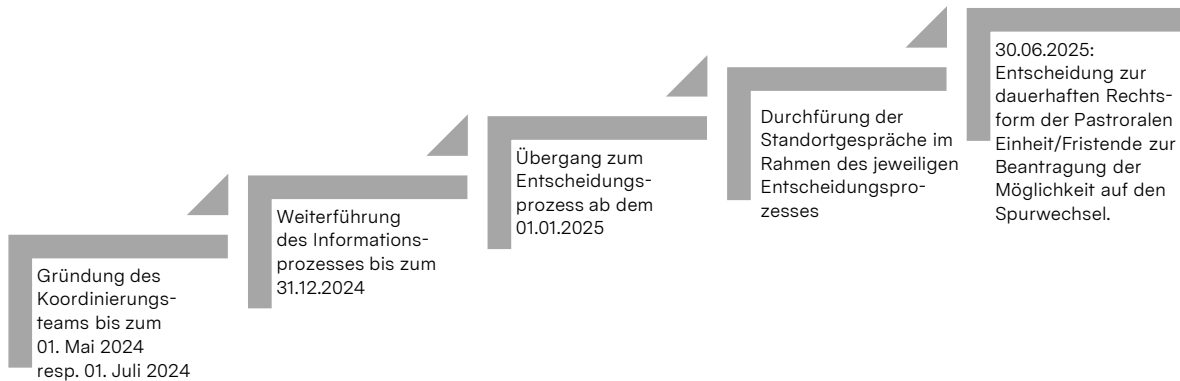 Gründung des
Koordinierungs-
teams bis zum
01. Mai 2024
resp. 01. Juli 2024
Weiterführung
des Informations-
prozesses bis zum
31.12.2024
Übergang zum
Entscheidungs-
prozess ab dem
01.01.2025
Durchfürung der
Standortgespräche im
Rahmen des jeweiligen
Entscheidungspro-
zesses
30.06.2025:
Entscheidung zur
dauerhaften Rechts-
form der Pastroralen
Einheit/Fristende zur
Beantragung der
Möglichkeit auf den
Spurwechsel.